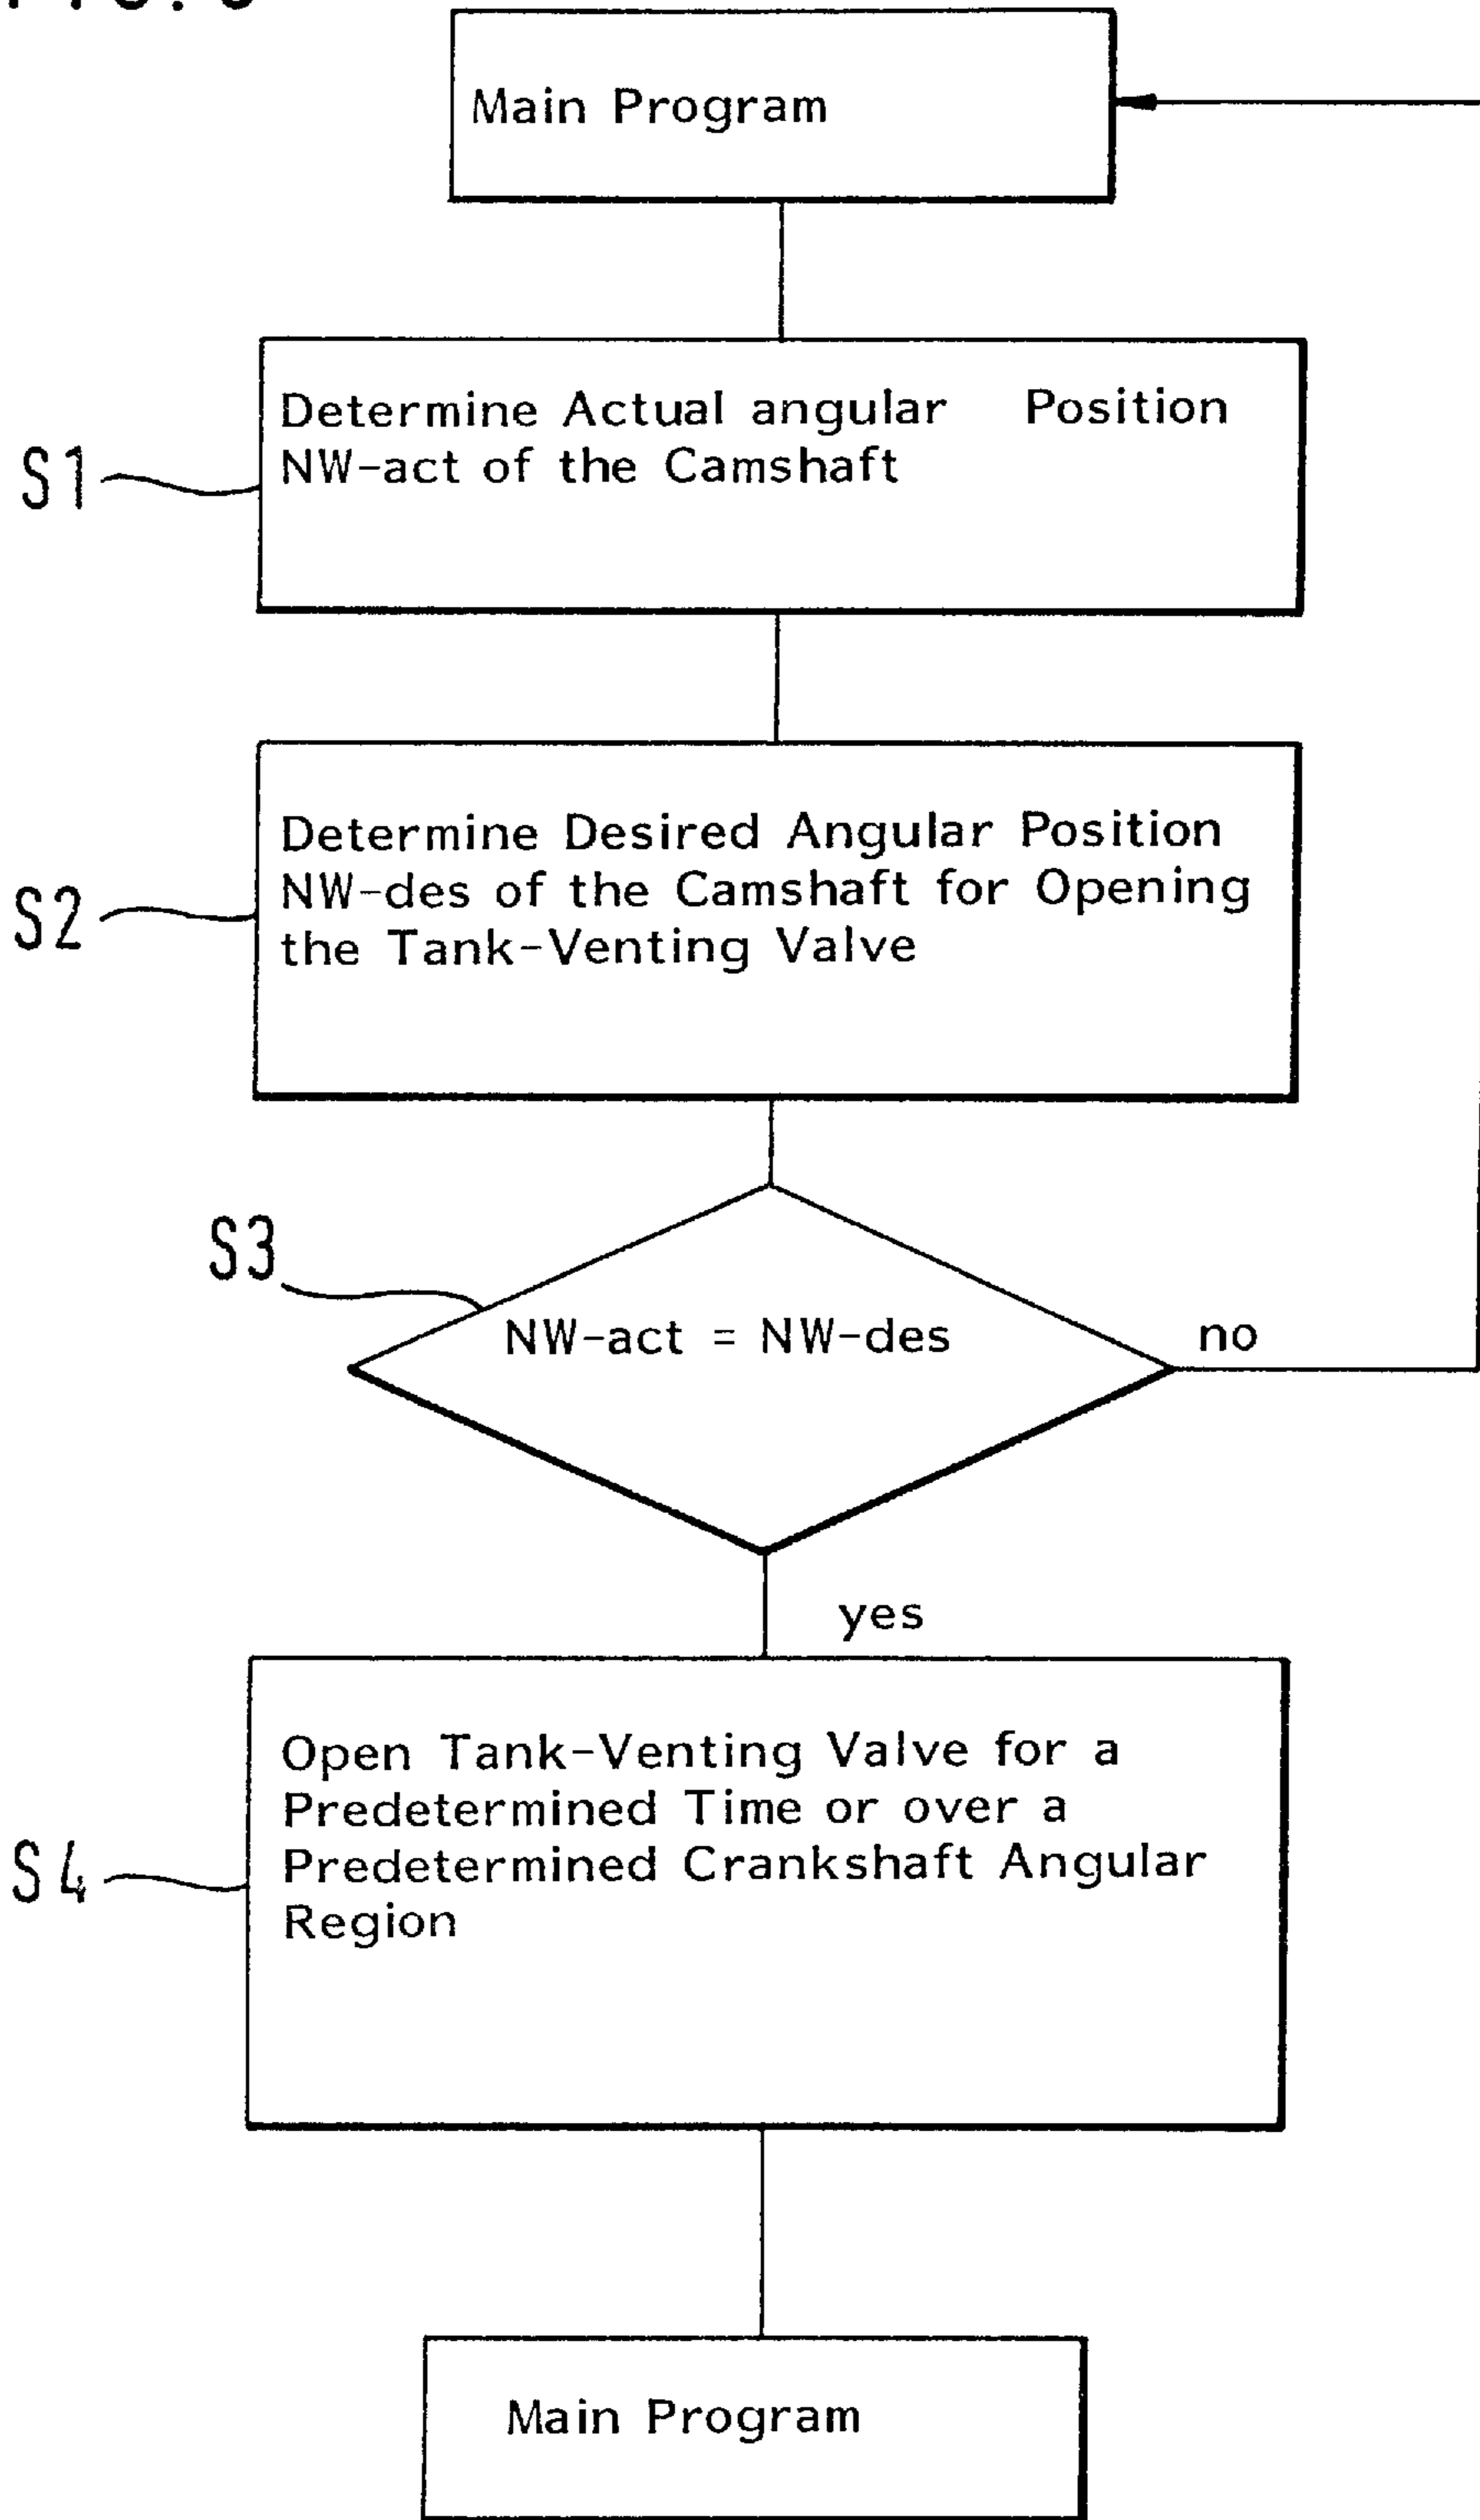 Main Program
S1
Determine Actual angular Position
NW-act of the Camshaft
S2
Determine Desired Angular Position
NW-des of the Camshaft for Opening
the Tank-Venting Valve
S3
NW-act = NW-des
no
yes
S4
Open Tank-Venting Valve for a
Predetermined Time or over a
Predetermined Crankshaft Angular
Region
Main Program